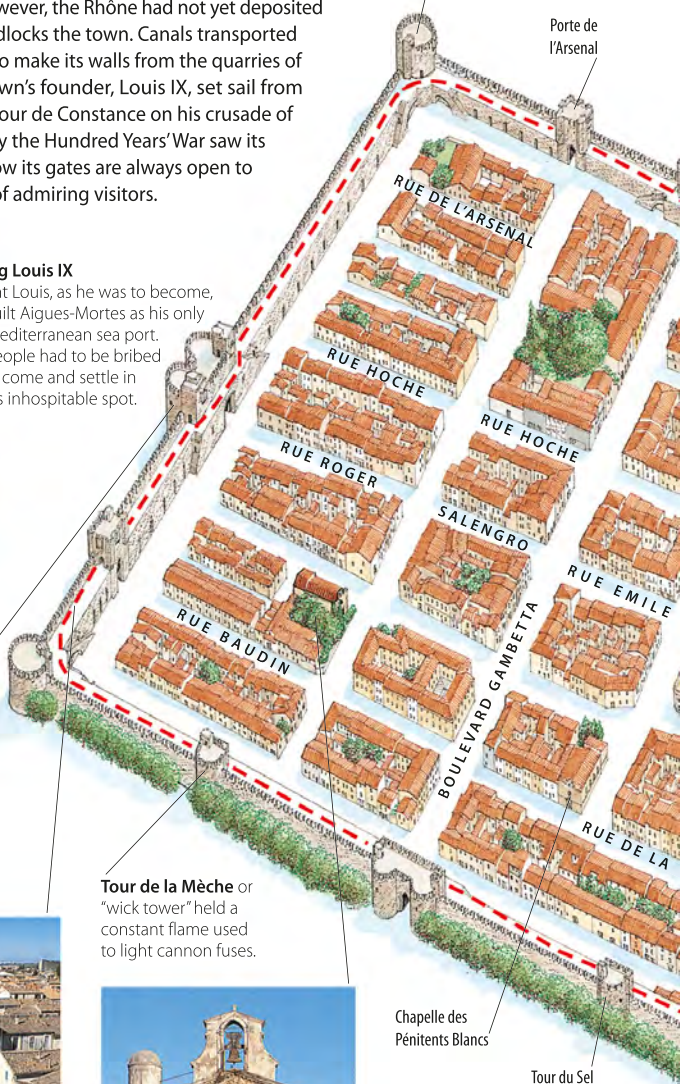 wever, the Rhône had not yet deposited
dlocks the town. Canals transported
o make its walls from the quarries of
wn's founder, Louis IX, set sail from
our de Constance on his crusade of
y the Hundred Years' War saw its
ow its gates are always open to
of admiring visitors.
Porte de
l'Arsenal
g Louis IX
nt Louis, as he was to become,
uilt Aigues-Mortes as his only
editerranean sea port.
eople had to be bribed
come and settle in
s inhospitable spot.
RUE DE L'ARSENAL
RUE HOCHE
RUE HOCHE
RUE ROGER
SALENGRO
RUE EMILE
RUE BAUDIN
BOULEVARD GAMBETTA
RUE DE LA
Tour de la Mèche or
"wick tower" held a
constant flame used
to light cannon fuses.
Chapelle des
Pénitents Blancs
Tour du Sel